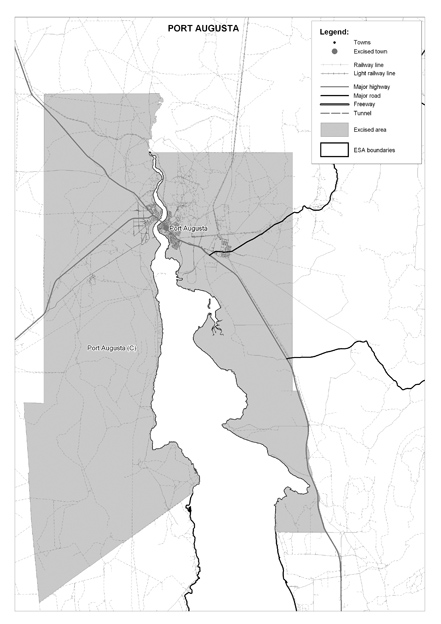 PORT AUGUSTA
Legend:
Towns
Excised town
Railway line
Light railway line
Major highway
Major road
Freeway
Tunnel
Excised area
ESA boundaries
Port Augusta
Port Augusta (C)